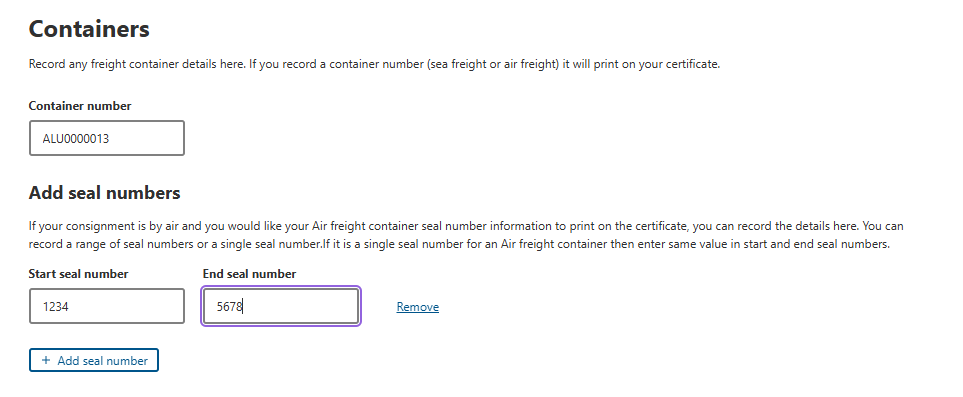 Containers
Record any freight container details here. If you record a container number (sea freight or air freight) it will print on your certificate.
Container number
ALU0000013
Add seal numbers
If your consignment is by air and you would like your Air freight container seal number information to print on the certificate, you can record the details here. You can
record a range of seal numbers or a single seal number.If it is a single seal number for an Air freight container then enter same value in start and end seal numbers.
Start seal number End seal number
1234 5678 Remove
+ Add seal number